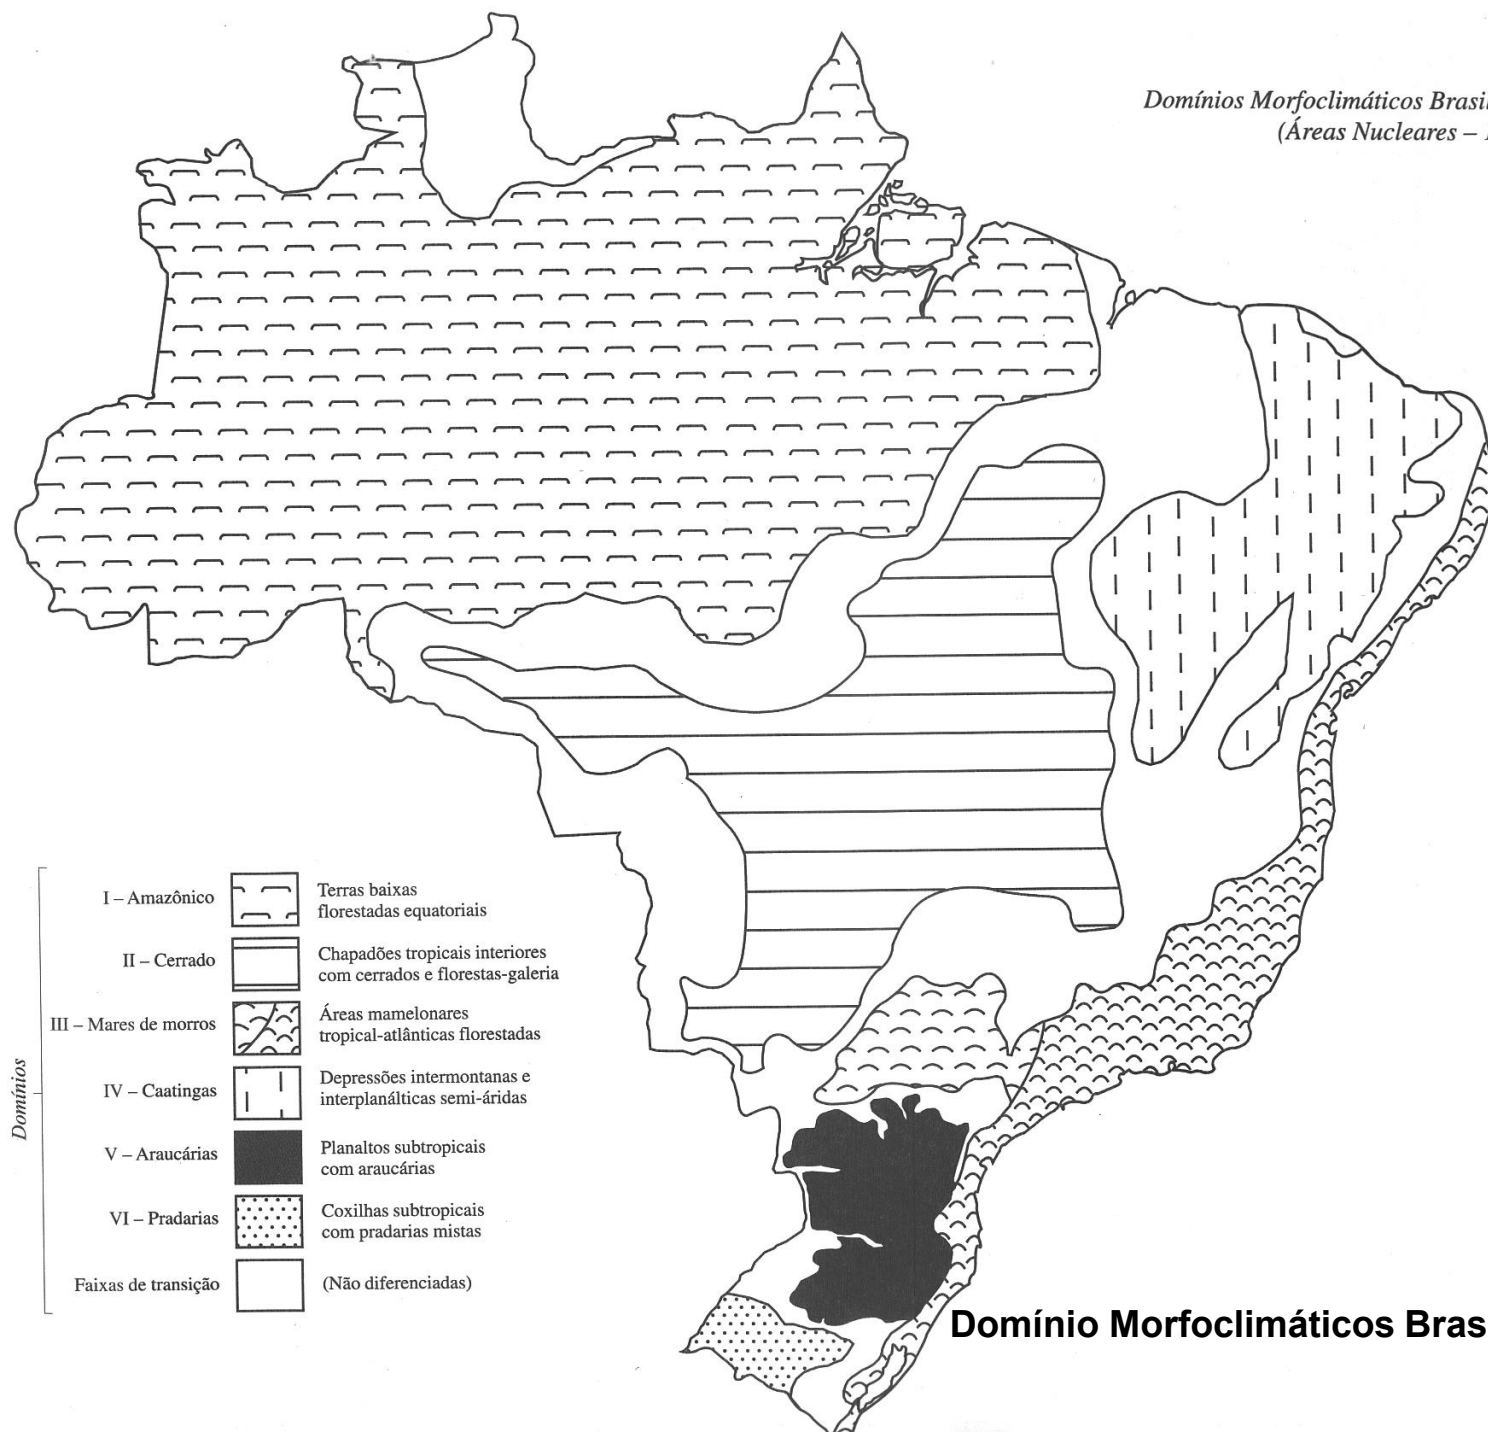 Domínios Morfoclimáticos Brasil
(Áreas Nucleares –
Domínios
I – Amazônico
Terras baixas
florestadas equatoriais
II – Cerrado
Chapadões tropicais interiores
com cerrados e florestas-galeria
III – Mares de morros
Áreas mamelonares
tropical-atlânticas florestadas
IV – Caatingas
Depressões intermontanas e
interplanálticas semi-áridas
V – Araucárias
Planaltos subtropicais
com araucárias
VI – Pradarias
Coxilhas subtropicais
com pradarias mistas
Faixas de transição
(Não diferenciadas)
Domínio Morfoclimáticos Bras